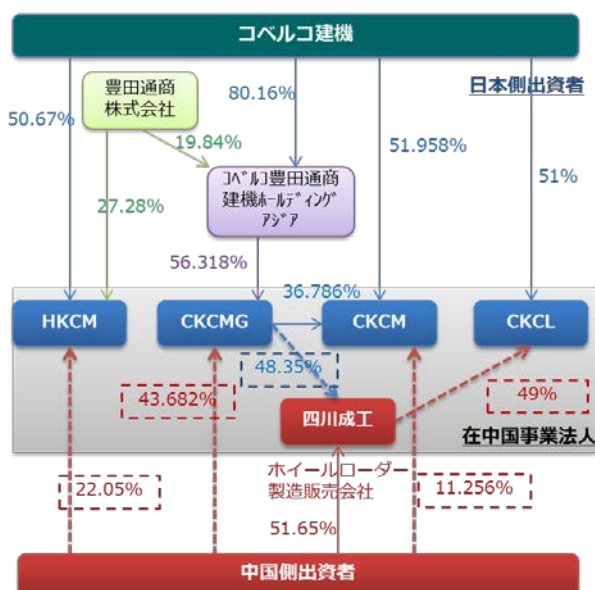 コベルコ建機
豊田通商
株式会社
日本側出資者
50.67%
80.16%
19.84%
51.958%
51%
コベルコ豊田通商
建機ホールディング
アジア
27.28%
56.318%
36.786%
HKCM
CKCMG
CKCM
CKCL
48.35%
43.682%
49%
四川成工
在中国事業法人
ホイールローダー
製造販売会社
22.05%
11.256%
51.65%
中国側出資者